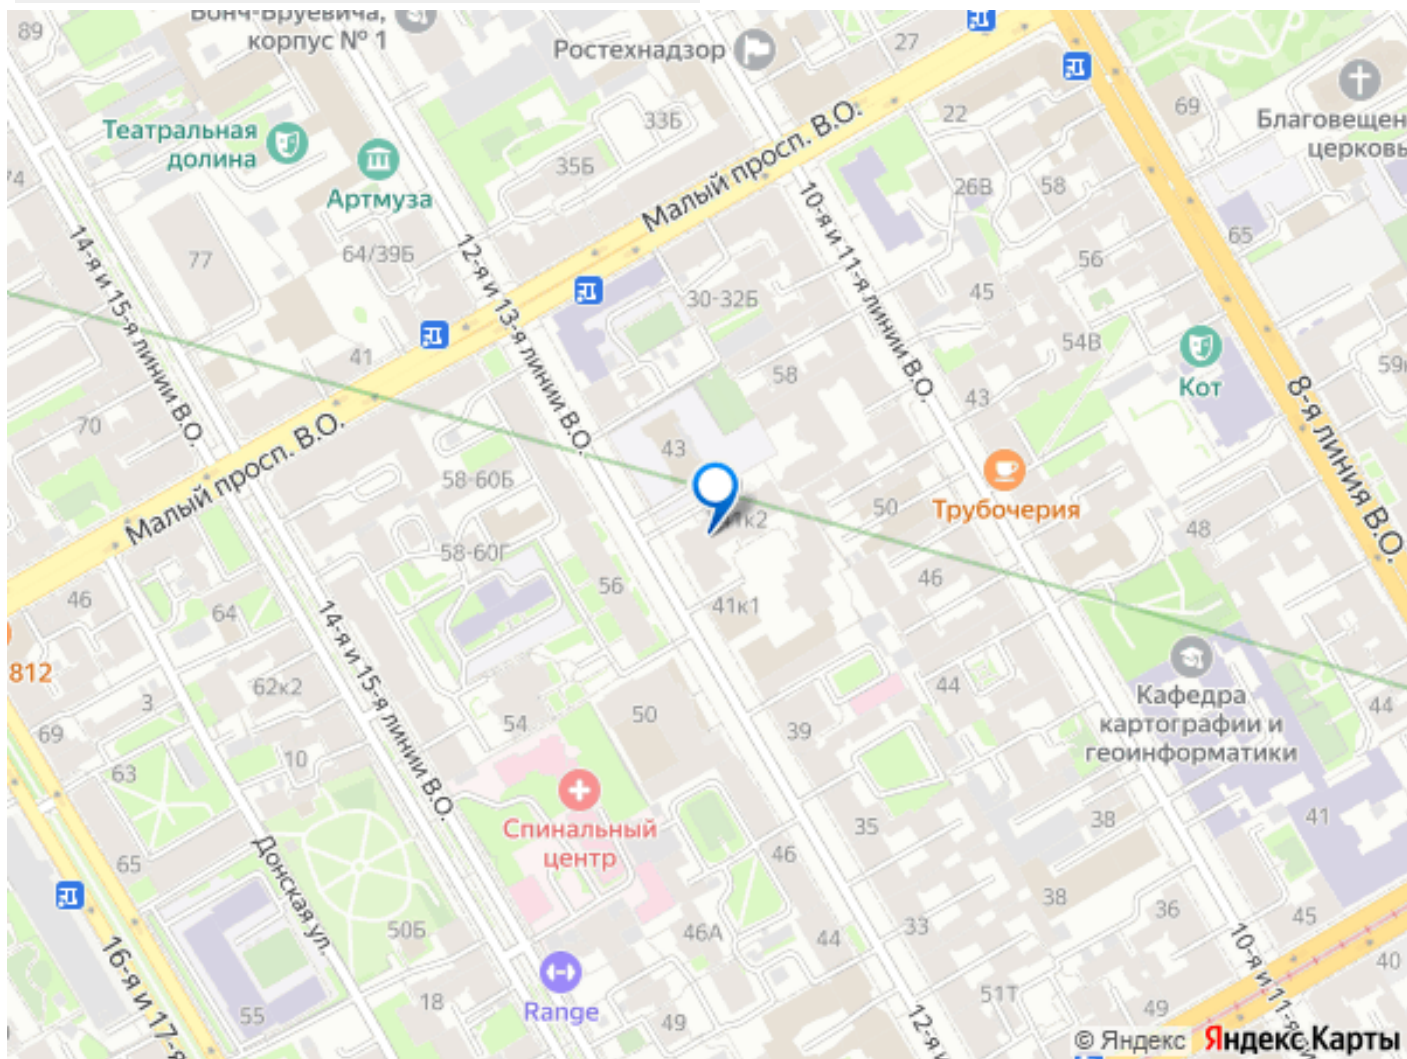 89
Бонч-Бруевича,
корпус № 1
Ростехнадзор
27
Театральная
долина
Артмуза
33Б
35Б
22
69
Благовещен
церковь
74
77
64/39Б
Малый просп. В.О.
26В
58
65
14-я и 15-я линии В.О.
12-я и 13-я линии В.О.
10-я и 11-я линии В.О.
56
45
30-32Б
41
54В
Кот
59
58
43
8-я линия В.О.
70
Малый просп. В.О.
58-60Б
43
Трубочерия
50
41к2
48
58-60Г
46
56
41к1
46
64
14-я и 15-я линии В.О.
812
62к2
3
69
10
63
54
50
39
44
Кафедра
картографии и
геоинформатики
44
Спинальный
центр
35
38
41
46
65
Донская ул.
50Б
46А
44
33
38
36
45
16-я и 17-я
55
18
Range
49
51Т
49
40
12-я и
10-я и 11-я ли
© Яндекс Яндекс Карты